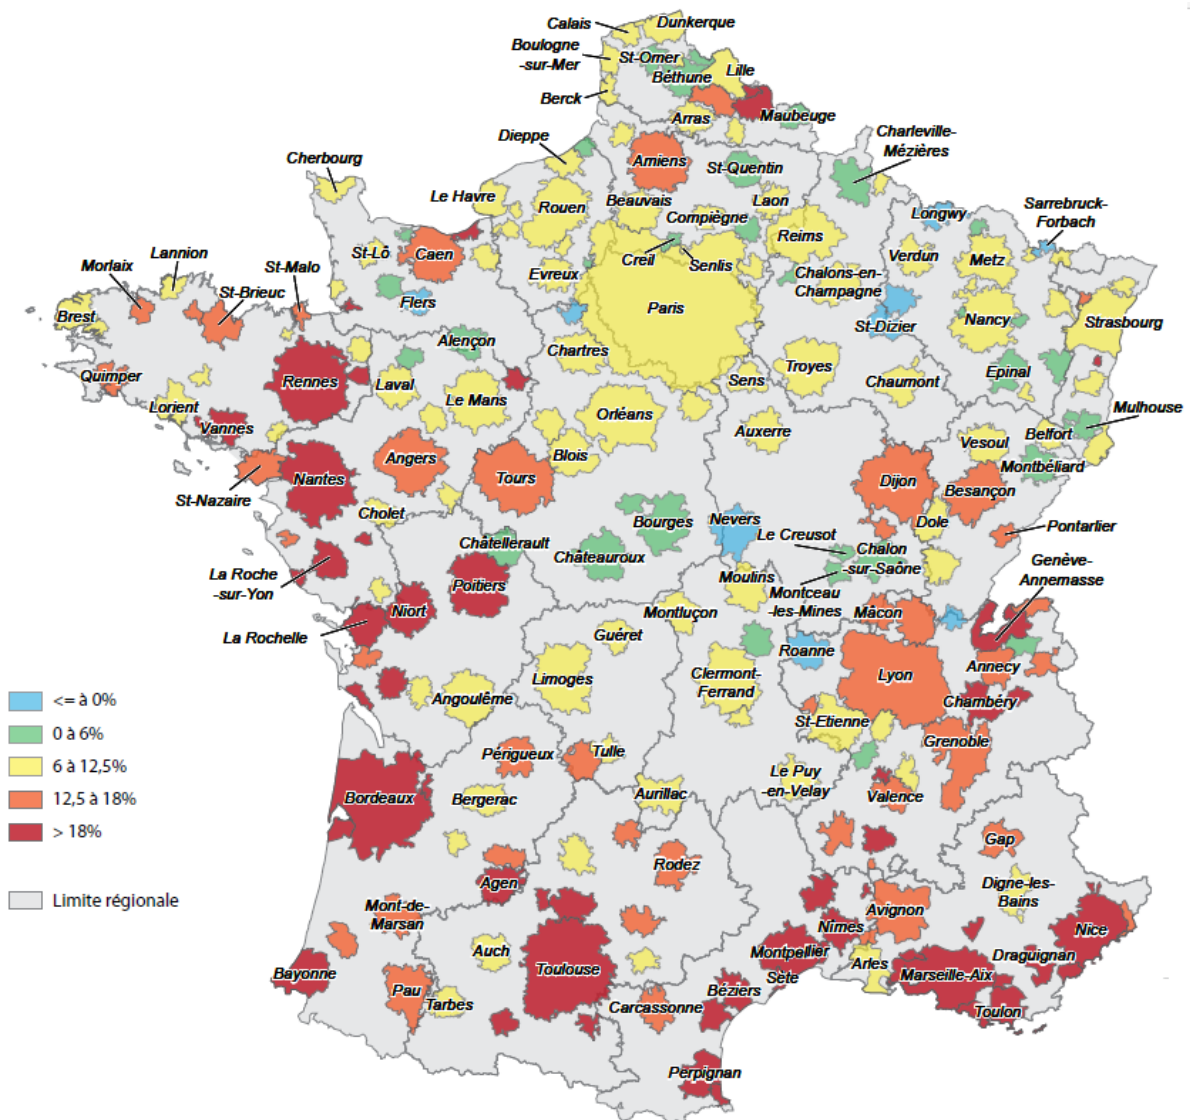 Calais
Dunkerque
Boulogne
-sur-Mer
St-Omer
Béthune
Lille
Berck
Arras
Maubeuge
Dieppe
Amiens
St-Quentin
Charleville-
Mézières
Cherbourg
Le Havre
Rouen
Beauvais
Laon
Compiègne
Reims
Longwy
Sarrebruck-
Forbach
Lannion
Morlaix
St-Malo
St-Brieuc
St-Lô
Caen
Evreux
Creil
Senlis
Chalons-en-
Champagne
Verdun
Metz
Brest
Flers
Paris
St-Dizier
Nancy
Strasbourg
Alençon
Chartres
Quimper
Rennes
Laval
Le Mans
Sens
Troyes
Chaumont
Epinal
Mulhouse
Lorient
Vannes
Orléans
Auxerre
Vesoul
Belfort
Montbéliard
Angers
Blois
Tours
Dijon
Besançon
St-Nazaire
Nantes
Cholet
Bourges
Nevers
Dole
Pontarlier
Le Creusot
Châtellerault
Châteauroux
Chalon
-sur-Saône
Genève-
Annemasse
La Roche
-sur-Yon
Poitiers
Moulins
Montceau
-les-Mines
Niort
Montluçon
Mâcon
La Rochelle
Guéret
Roanne
Annecy
Limoges
Clermont-
Ferrand
Lyon
Angoulême
Chambéry
St-Etienne
Grenoble
Périgueux
Tulle
Le Puy
-en-Velay
Valence
Bordeaux
Bergerac
Aurillac
Gap
Rodez
Agen
Digne-les-
Bains
Mont-de-
Marsan
Avignon
Nîmes
Nice
Auch
Montpellier
Arles
Draguignan
Bayonne
Toulouse
Sète
Marseille-Aix
Pau
Tarbes
Béziers
Carcassonne
Toulon
Perpignan
<= à 0%
0 à 6%
6 à 12,5%
12,5 à 18%
> 18%
Limite régionale